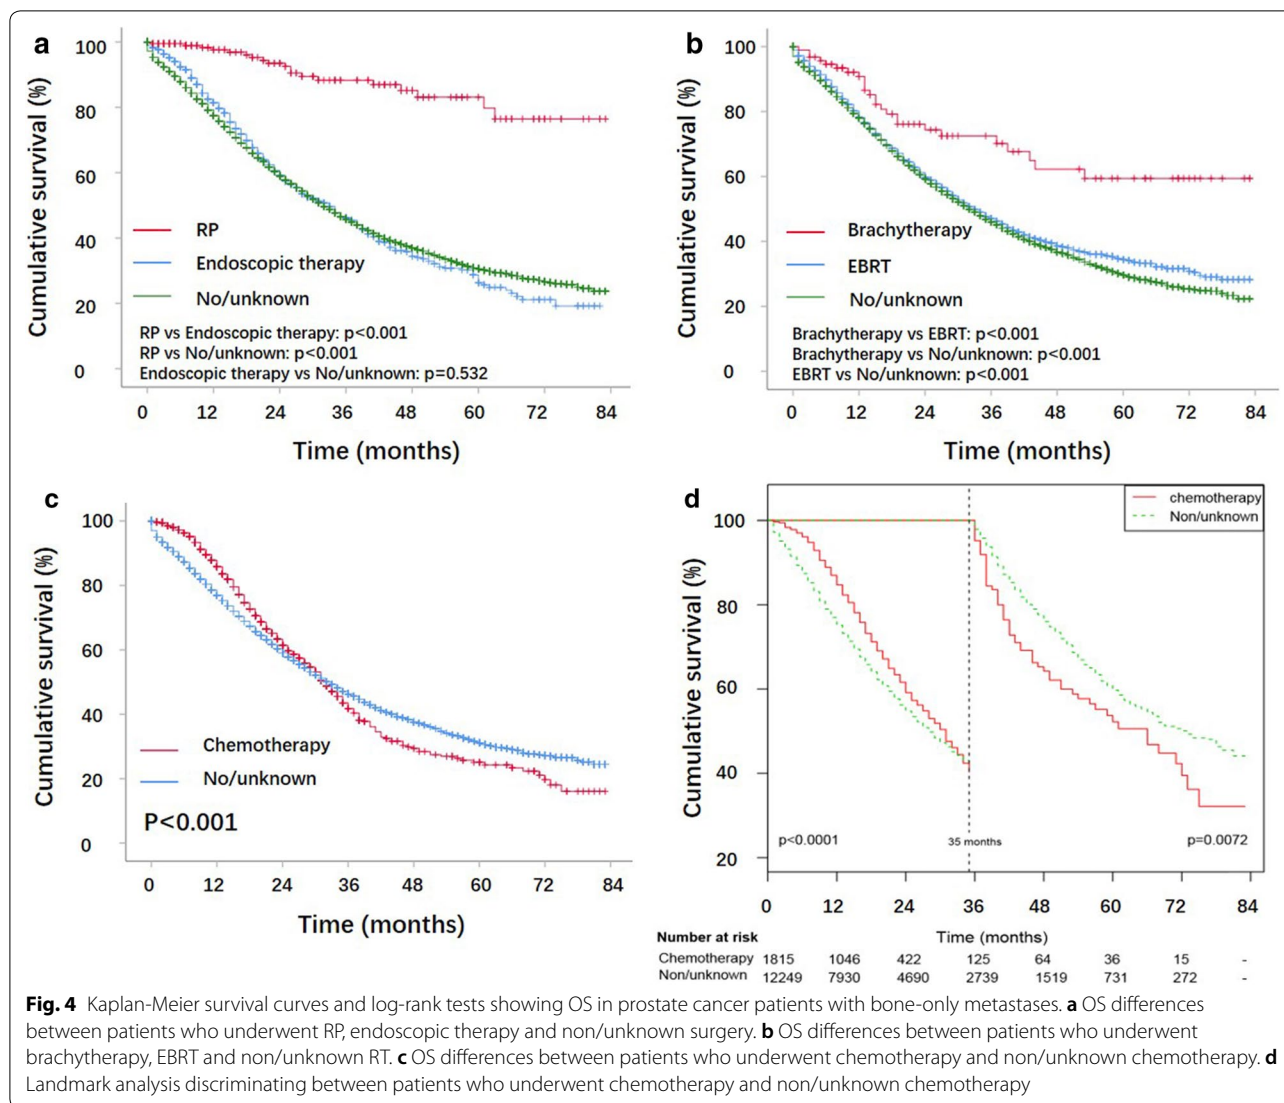 a
100
80
60
40
20
0
Cumulative survival (%)
RP
Endoscopic therapy
No/unknown
RP vs Endoscopic therapy: p<0.001
RP vs No/unknown: p<0.001
Endoscopic therapy vs No/unknown: p=0.532
0 12 24 36 48 60 72 84
Time (months)
b
100
80
60
40
20
0
Cumulative survival (%)
Brachytherapy
EBRT
No/unknown
Brachytherapy vs EBRT: p<0.001
Brachytherapy vs No/unknown: p<0.001
EBRT vs No/unknown: p<0.001
0 12 24 36 48 60 72 84
Time (months)
c
100
80
60
40
20
0
Cumulative survival (%)
Chemotherapy
No/unknown
P<0.001
0 12 24 36 48 60 72 84
Time (months)
d
chemotherapy
Non/unknown
100
80
60
40
20
Cumulative survival (%)
p<0.0001
35 months
p=0.0072
0 12 24 36 48 60 72 84
Number at risk
Time (months)
Chemotherapy 1815 1046 422 125 64 36 15 -
Non/unknown 12249 7930 4690 2739 1519 731 272 -
Fig. 4 Kaplan-Meier survival curves and log-rank tests showing OS in prostate cancer patients with bone-only metastases. a OS differences
between patients who underwent RP, endoscopic therapy and non/unknown surgery. b OS differences between patients who underwent
brachytherapy, EBRT and non/unknown RT. c OS differences between patients who underwent chemotherapy and non/unknown chemotherapy. d
Landmark analysis discriminating between patients who underwent chemotherapy and non/unknown chemotherapy